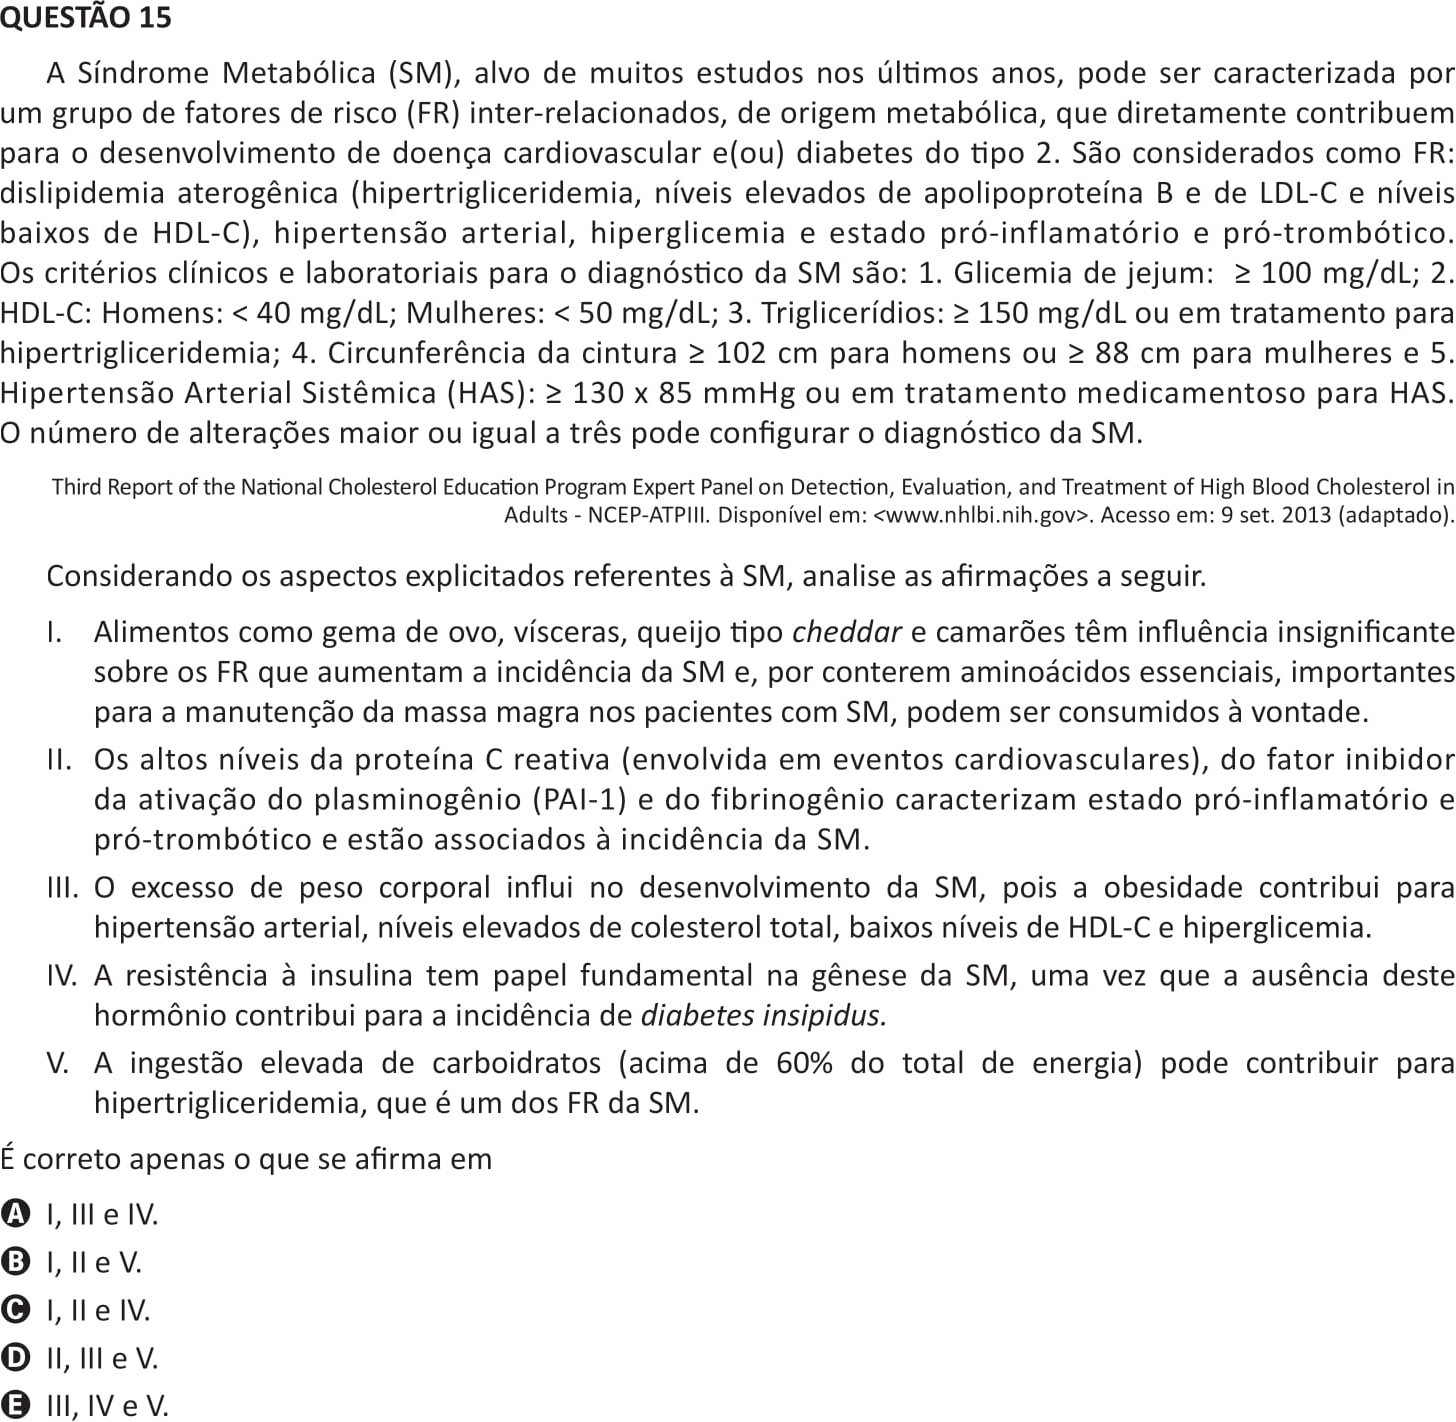 QUESTÃO 15
A Síndrome Metabólica (SM), alvo de muitos estudos nos últimos anos, pode ser caracterizada por
um grupo de fatores de risco (FR) inter-relacionados, de origem metabólica, que diretamente contribuem
para o desenvolvimento de doença cardiovascular e(ou) diabetes do tipo 2. São considerados como FR:
dislipidemia aterogênica (hipertrigliceridemia, níveis elevados de apolipoproteína B e de LDL-C e níveis
baixos de HDL-C), hipertensão arterial, hiperglicemia e estado pró-inflamatório e pró-trombótico.
Os critérios clínicos e laboratoriais para o diagnóstico da SM são: 1. Glicemia de jejum: ≥ 100 mg/dL; 2.
HDL-C: Homens: < 40 mg/dL; Mulheres: < 50 mg/dL; 3. Triglicerídios: ≥ 150 mg/dL ou em tratamento para
hipertrigliceridemia; 4. Circunferência da cintura ≥ 102 cm para homens ou ≥ 88 cm para mulheres e 5.
Hipertensão Arterial Sistêmica (HAS): ≥ 130 x 85 mmHg ou em tratamento medicamentoso para HAS.
O número de alterações maior ou igual a três pode configurar o diagnóstico da SM.
Third Report of the National Cholesterol Education Program Expert Panel on Detection, Evaluation, and Treatment of High Blood Cholesterol in
Adults - NCEP-ATPIII. Disponível em: <www.nhlbi.nih.gov>. Acesso em: 9 set. 2013 (adaptado).
Considerando os aspectos explicitados referentes à SM, analise as afirmações a seguir.
I. Alimentos como gema de ovo, vísceras, queijo tipo cheddar e camarões têm influência insignificante
sobre os FR que aumentam a incidência da SM e, por conterem aminoácidos essenciais, importantes
para a manutenção da massa magra nos pacientes com SM, podem ser consumidos à vontade.
II. Os altos níveis da proteína C reativa (envolvida em eventos cardiovasculares), do fator inibidor
da ativação do plasminogênio (PAI-1) e do fibrinogênio caracterizam estado pró-inflamatório e
pró-trombótico e estão associados à incidência da SM.
III. O excesso de peso corporal influi no desenvolvimento da SM, pois a obesidade contribui para
hipertensão arterial, níveis elevados de colesterol total, baixos níveis de HDL-C e hiperglicemia.
IV. A resistência à insulina tem papel fundamental na gênese da SM, uma vez que a ausência deste
hormônio contribui para a incidência de diabetes insipidus.
V. A ingestão elevada de carboidratos (acima de 60% do total de energia) pode contribuir para
hipertrigliceridemia, que é um dos FR da SM.
É correto apenas o que se afirma em
A I, III e IV.
B I, II e V.
C I, II e IV.
D II, III e V.
E III, IV e V.